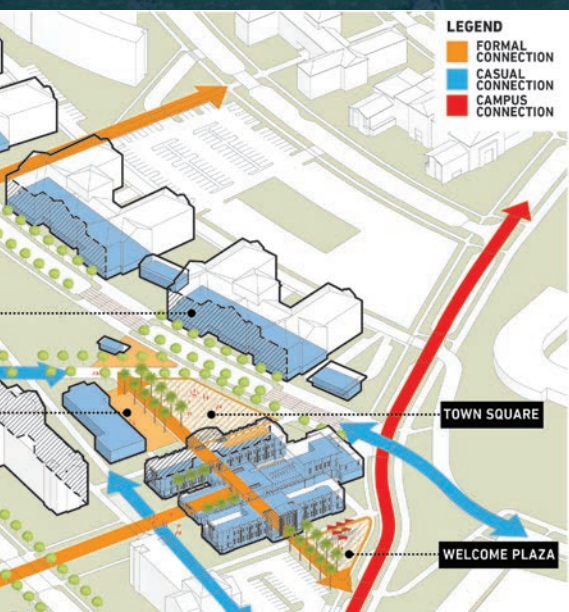 LEGEND
FORMAL
CONNECTION
CASUAL
CONNECTION
CAMPUS
CONNECTION
TOWN SQUARE
WELCOME PLAZA